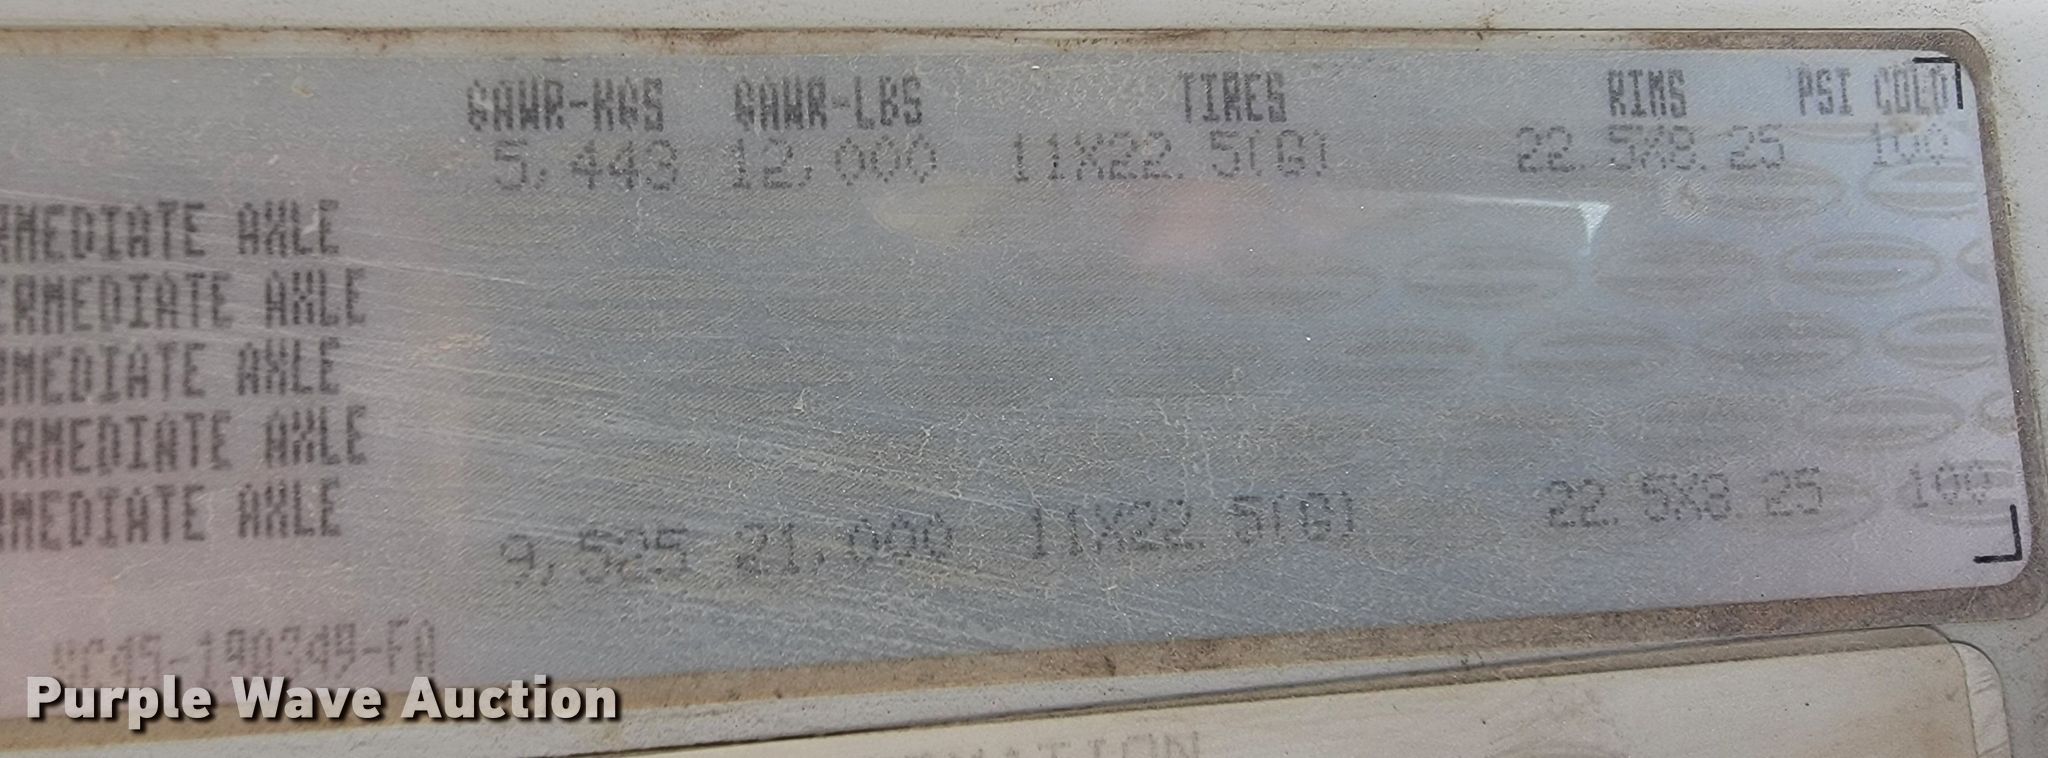 GAWR-KGS GAWR-LBS TIRES RIMS PSI COLD
5,443 12,000 11X22.5(G) 22.5X8.25 100
RMEDIATE AXLE
ERMEDIATE AXLE
RMEDIATE AXLE
ERMEDIATE AXLE
RMEDIATE AXLE
9,525 21,000 11X22.5(G) 22.5X8.25 100
Purple Wave Auction